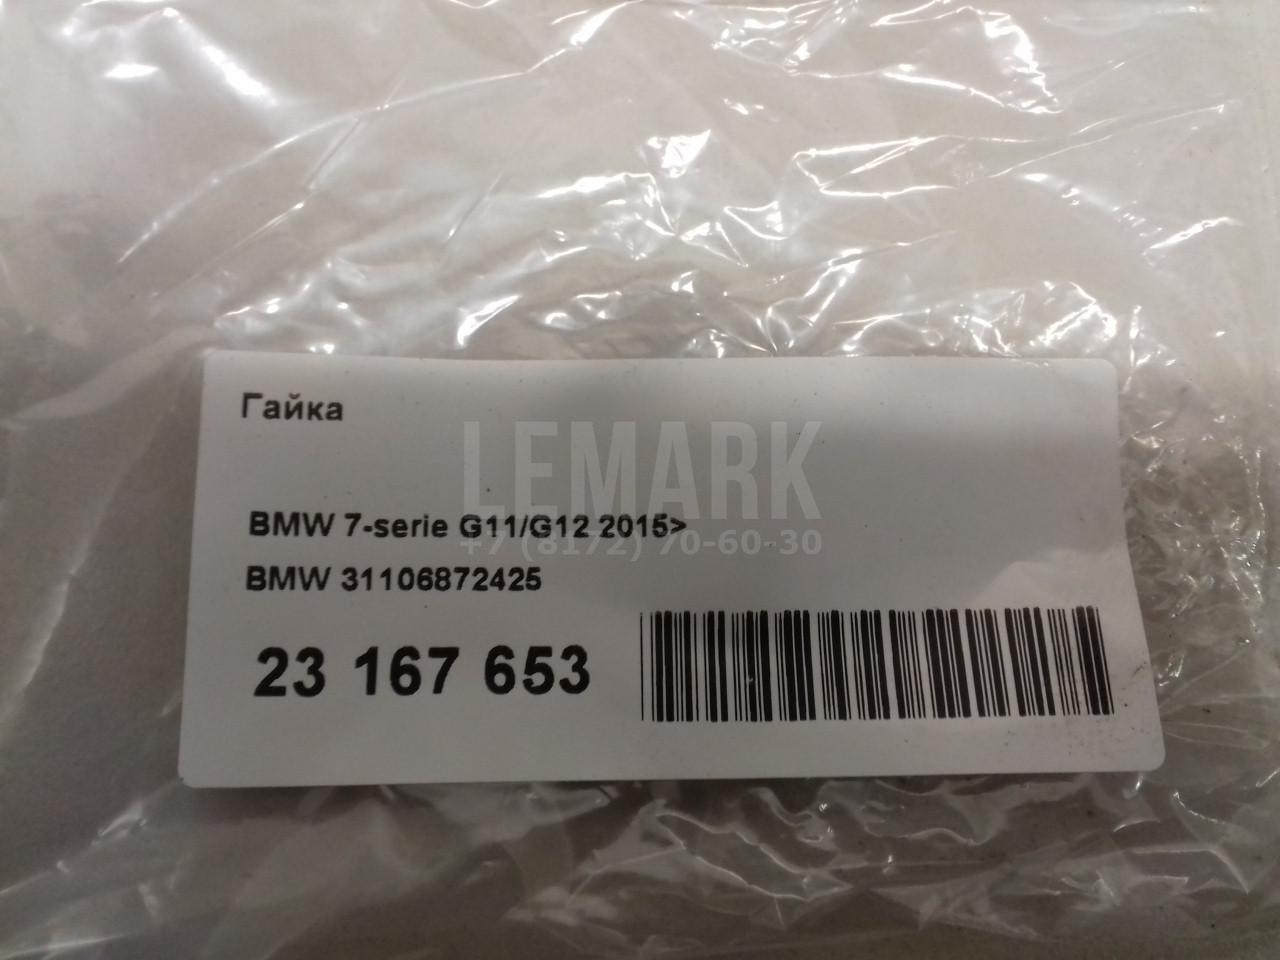 Гайка
LEMARK
BMW 7-serie G11/G12 2015>
+7 (8172) 70-60-30
BMW 31106872425
23 167 653